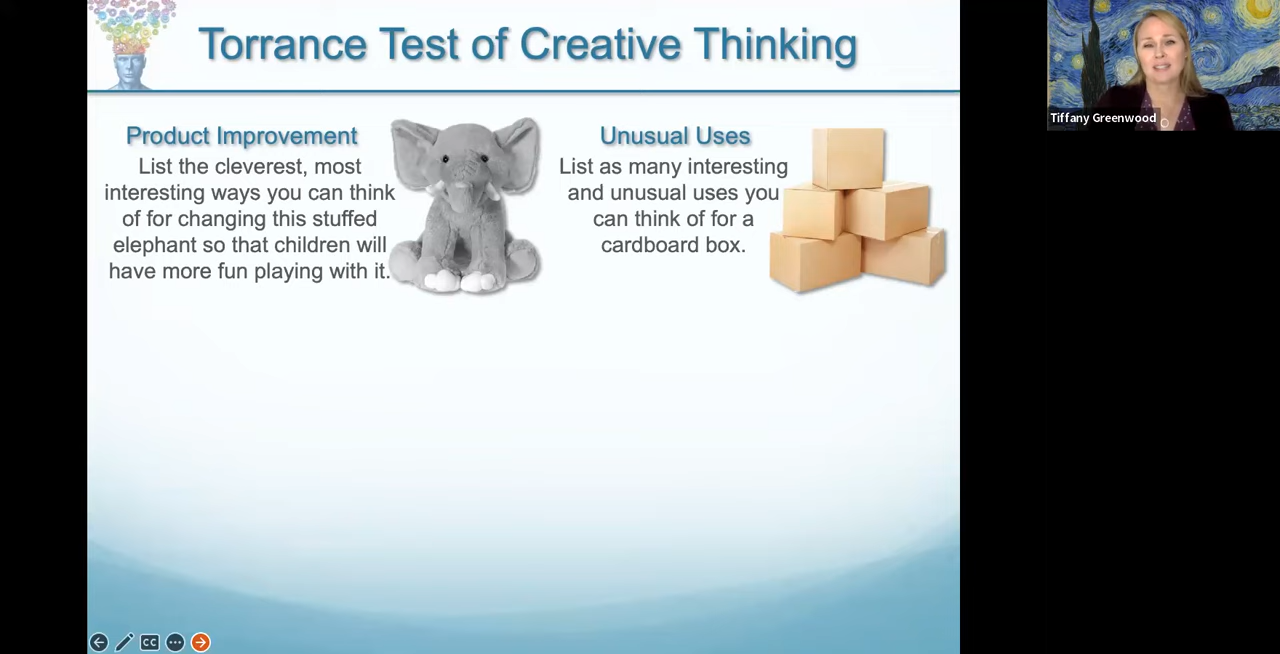 Torrance Test of Creative Thinking
Product Improvement
List the cleverest, most
interesting ways you can think
of for changing this stuffed
elephant so that children will
have more fun playing with it.
Unusual Uses
List as many interesting
and unusual uses you
can think of for a
cardboard box.
Tiffany Greenwood
CC